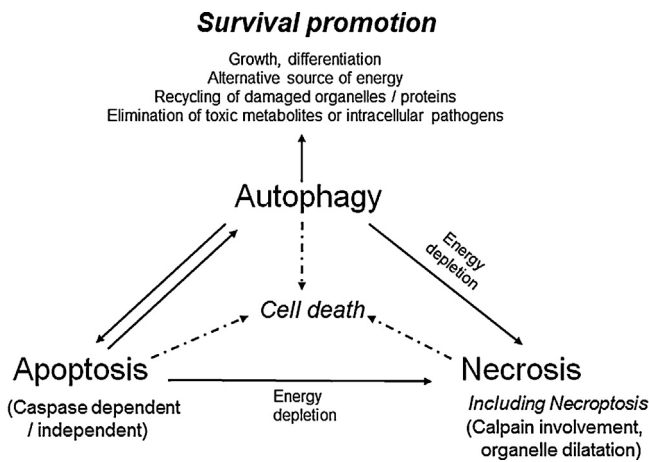 Survival promotion
Growth, differentiation
Alternative source of energy
Recycling of damaged organelles / proteins
Elimination of toxic metabolites or intracellular pathogens
Autophagy
Energy
depletion
Cell death
Apoptosis
(Caspase dependent
/ independent)
Energy
depletion
Necrosis
Including Necroptosis
(Calpain involvement,
organelle dilatation)